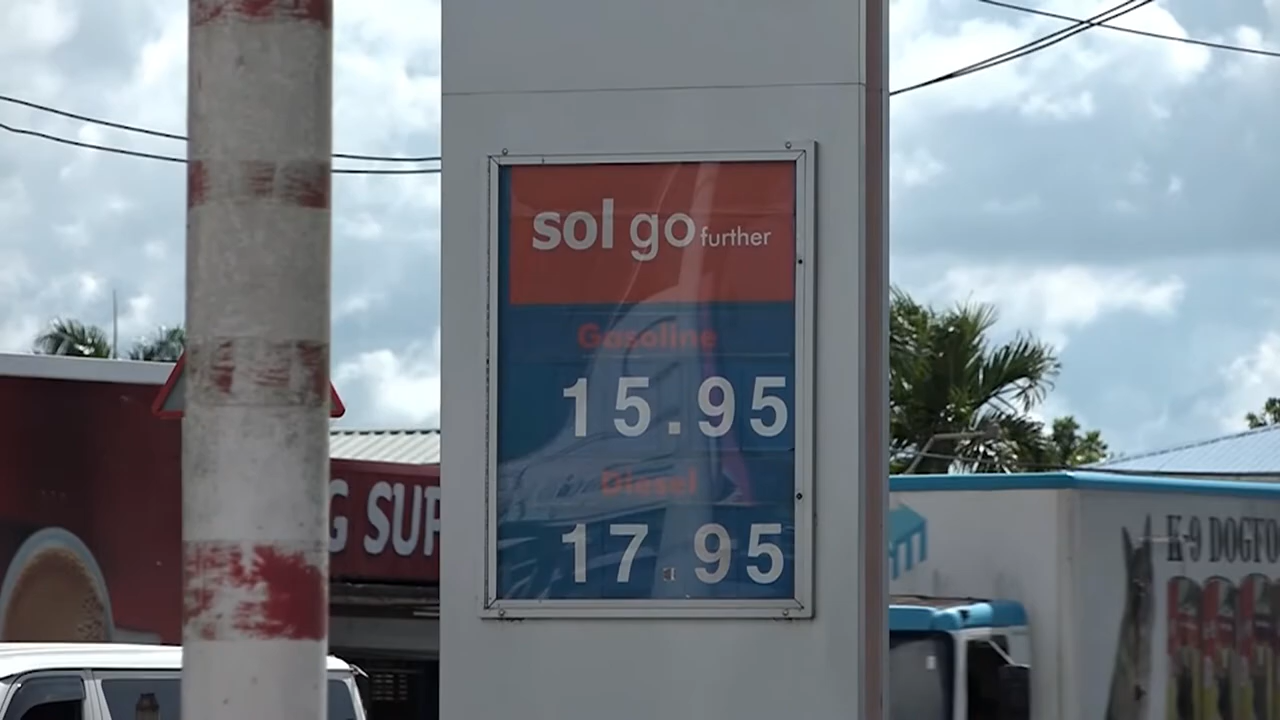 sol go further
Gasoline
15.95
Diesel
17.95
G SUP
K-9 DOGFO